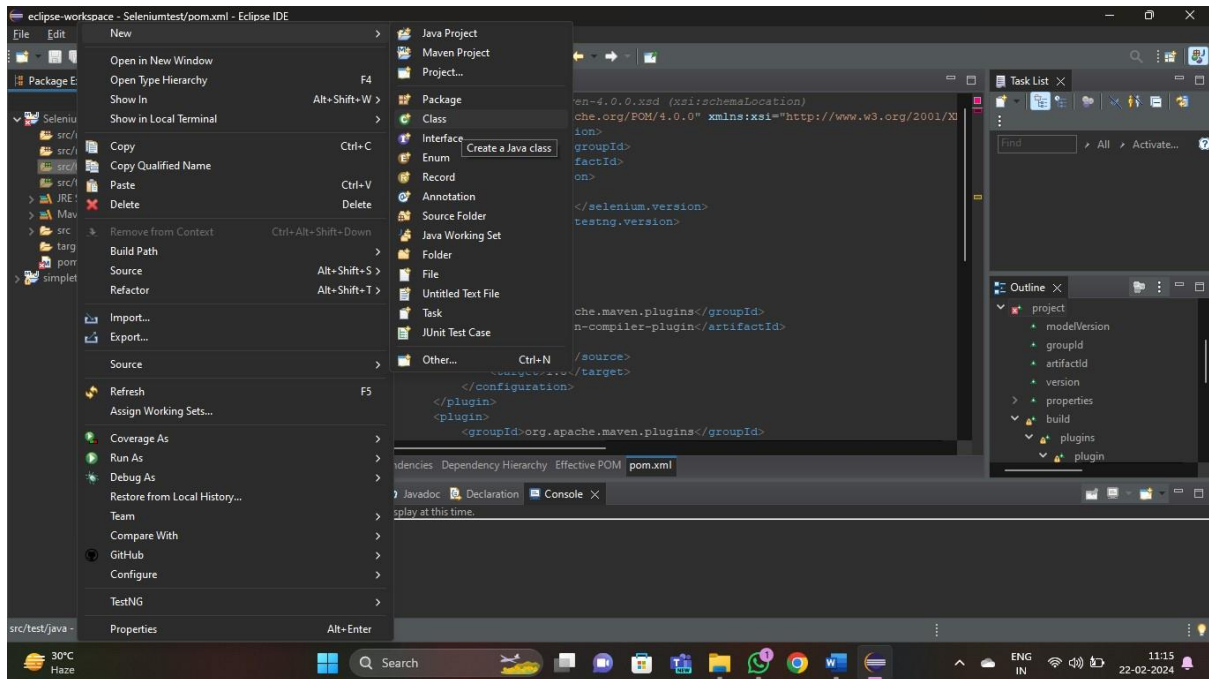 eclipse-workspace - Seleniumtest/pom.xml - Eclipse IDE
File Edit
Package E
Seleniu
src/
src/
src/
src/
JRE
Mav
src
targ
pom
simplet
New
Open in New Window
Open Type Hierarchy F4
Show In Alt+Shift+W >
Show in Local Terminal
Copy Ctrl+C
Copy Qualified Name
Paste Ctrl+V
Delete Delete
Remove from Context Ctrl+Alt+Shift+Down
Build Path
Source Alt+Shift+S >
Refactor Alt+Shift+T >
Import...
Export...
Source
Refresh F5
Assign Working Sets...
Coverage As
Run As
Debug As
Restore from Local History...
Team
Compare With
GitHub
Configure
TestNG
Properties Alt+Enter
Java Project
Maven Project
Project...
Package
Class
Interface
Create a Java class
Enum
Record
Annotation
Source Folder
Java Working Set
Folder
File
Untitled Text File
Task
JUnit Test Case
Other... Ctrl+N
en-4.0.0.xsd (xsi:schemaLocation)
che.org/POM/4.0.0" xmlns:xsi="http://www.w3.org/2001/X
ion>
groupId>
factId>
on>
</selenium.version>
testng.version>
che.maven.plugins</groupId>
n-compiler-plugin</artifactId>
/source>
</target>
</configuration>
</plugin>
<plugin>
<groupId>org.apache.maven.plugins</groupId>
ndencies Dependency Hierarchy Effective POM pom.xml
Javadoc Declaration Console
splay at this time.
Task List
Find All Activate...
Outline
project
modelVersion
groupId
artifactId
version
properties
build
plugins
plugin
src/test/java -
30°C
Haze
Search
ENG
IN
11:15
22-02-2024